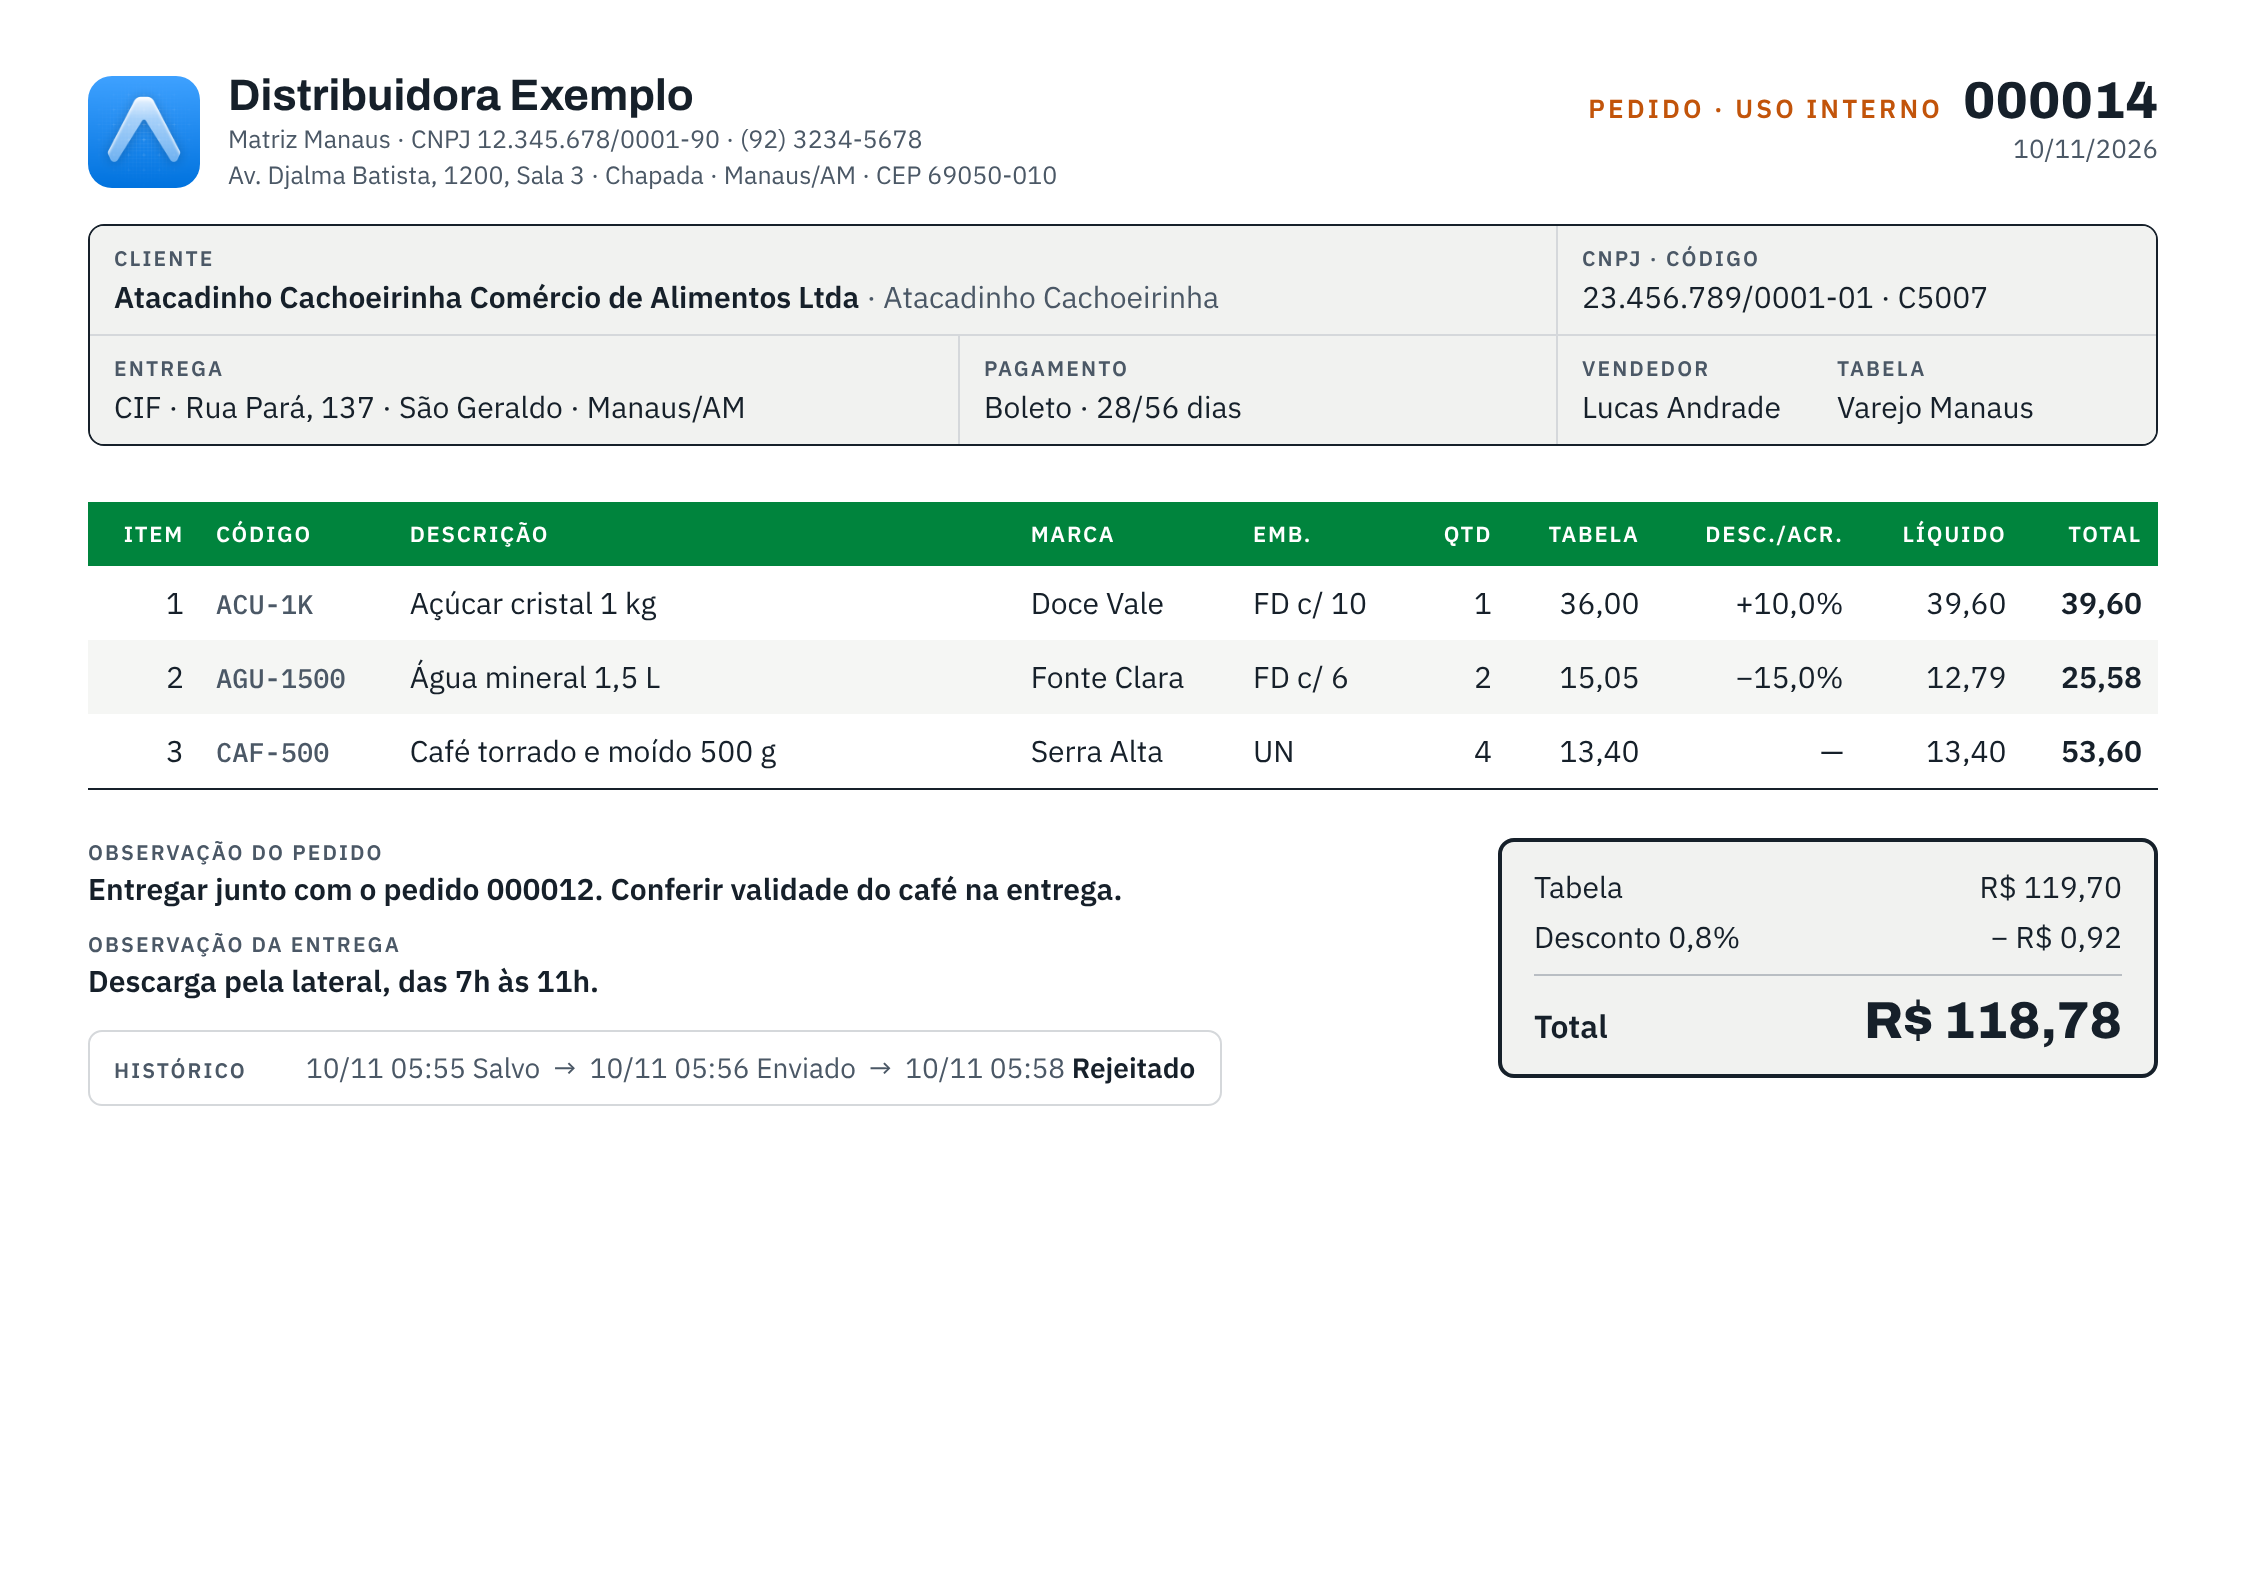 Distribuidora Exemplo
Matriz Manaus · CNPJ 12.345.678/0001-90 · (92) 3234-5678
Av. Djalma Batista, 1200, Sala 3 · Chapada · Manaus/AM · CEP 69050-010
PEDIDO · USO INTERNO 000014
10/11/2026
CLIENTE
Atacadinho Cachoeirinha Comércio de Alimentos Ltda · Atacadinho Cachoeirinha
CNPJ · CÓDIGO
23.456.789/0001-01 · C5007
ENTREGA
CIF · Rua Pará, 137 · São Geraldo · Manaus/AM
PAGAMENTO
Boleto · 28/56 dias
VENDEDOR
Lucas Andrade
TABELA
Varejo Manaus
ITEM CÓDIGO DESCRIÇÃO MARCA EMB. QTD TABELA DESC./ACR. LÍQUIDO TOTAL
1 ACU-1K Açúcar cristal 1 kg Doce Vale FD c/ 10 1 36,00 +10,0% 39,60 39,60
2 AGU-1500 Água mineral 1,5 L Fonte Clara FD c/ 6 2 15,05 −15,0% 12,79 25,58
3 CAF-500 Café torrado e moído 500 g Serra Alta UN 4 13,40 — 13,40 53,60
OBSERVAÇÃO DO PEDIDO
Entregar junto com o pedido 000012. Conferir validade do café na entrega.
OBSERVAÇÃO DA ENTREGA
Descarga pela lateral, das 7h às 11h.
HISTÓRICO 10/11 05:55 Salvo → 10/11 05:56 Enviado → 10/11 05:58 Rejeitado
Tabela R$ 119,70
Desconto 0,8% − R$ 0,92
Total R$ 118,78